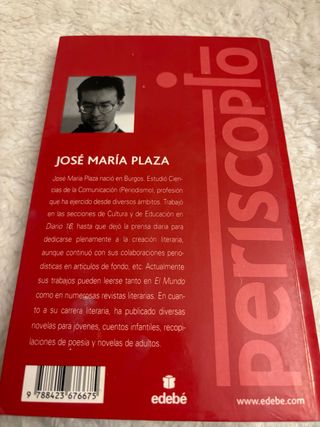 JOSÉ MARÍA PLAZA
José María Plaza nació en Burgos. Estudió Cien-
cias de la Comunicación (Periodismo), profesión
que ha ejercido desde diversos ámbitos. Trabajó
en las secciones de Cultura y de Educación en
Diario 16, hasta que dejó la prensa diaria para
dedicarse plenamente a la creación literaria,
aunque continuó con sus colaboraciones perio-
dísticas en artículos de fondo, etc. Actualmente
sus trabajos pueden leerse tanto en El Mundo
como en numerosas revistas literarias. En cuan-
to a su carrera literaria, ha publicado diversas
novelas para jóvenes, cuentos infantiles, recopi-
laciones de poesía y novelas de adultos.
periscopio
9 788423 676675
edebé
www.edebe.com